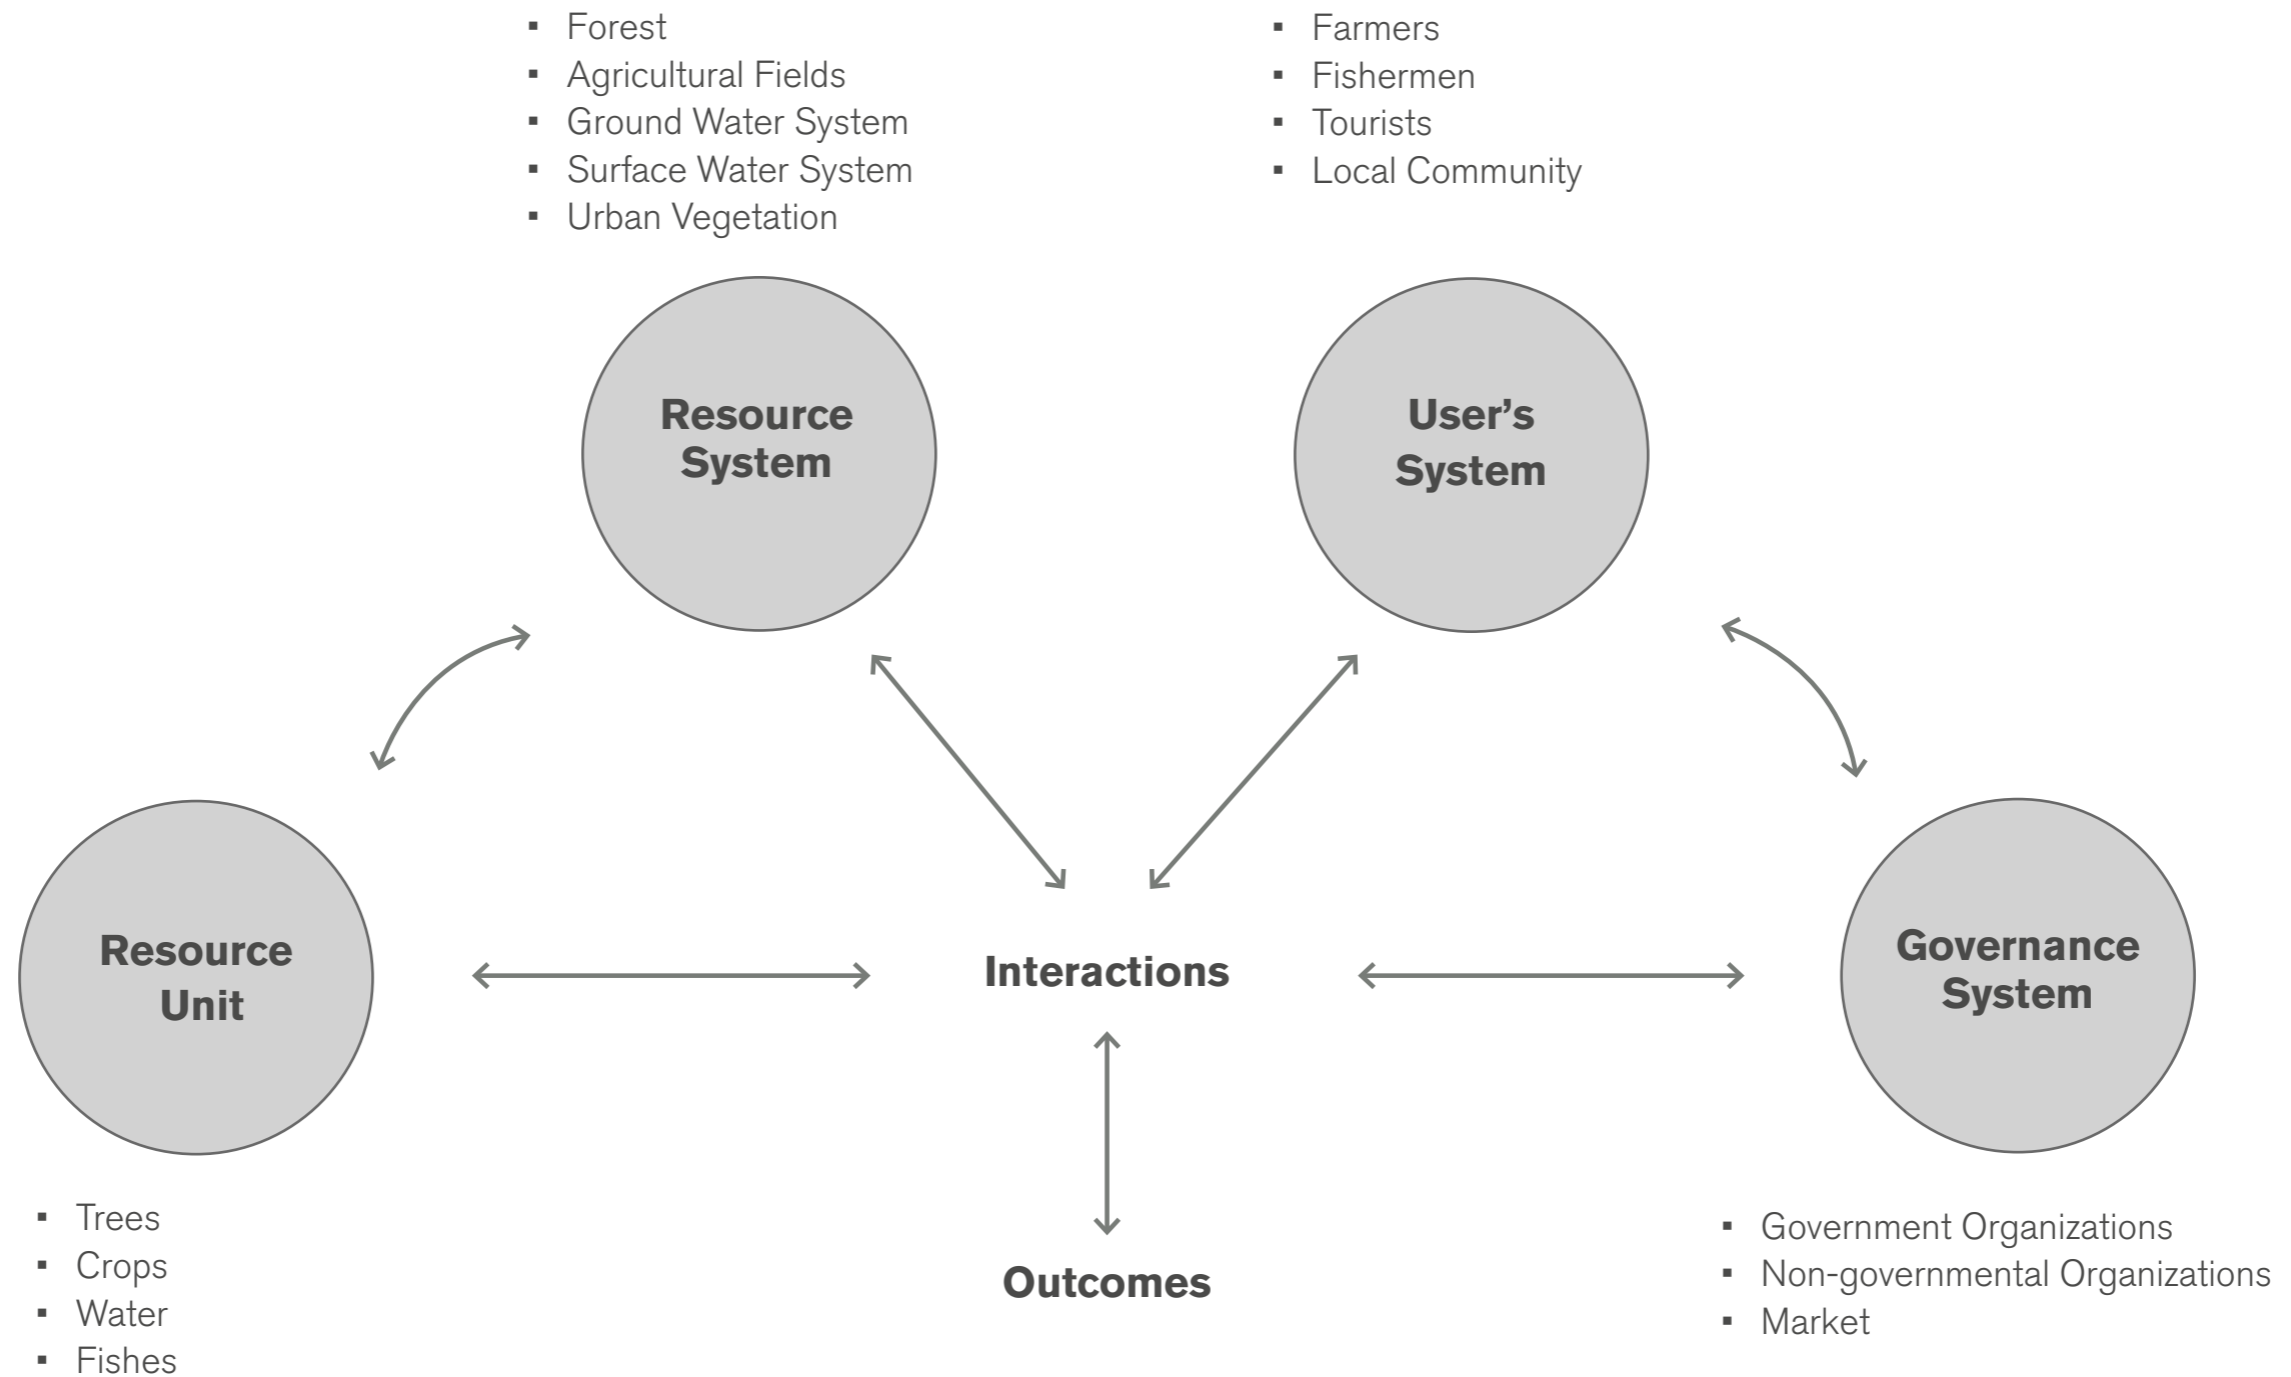 ▪ Forest
▪ Agricultural Fields
▪ Ground Water System
▪ Surface Water System
▪ Urban Vegetation
▪ Farmers
▪ Fishermen
▪ Tourists
▪ Local Community
Resource
System
User’s
System
Resource
Unit
Interactions
Governance
System
Outcomes
▪ Trees
▪ Crops
▪ Water
▪ Fishes
▪ Government Organizations
▪ Non-governmental Organizations
▪ Market